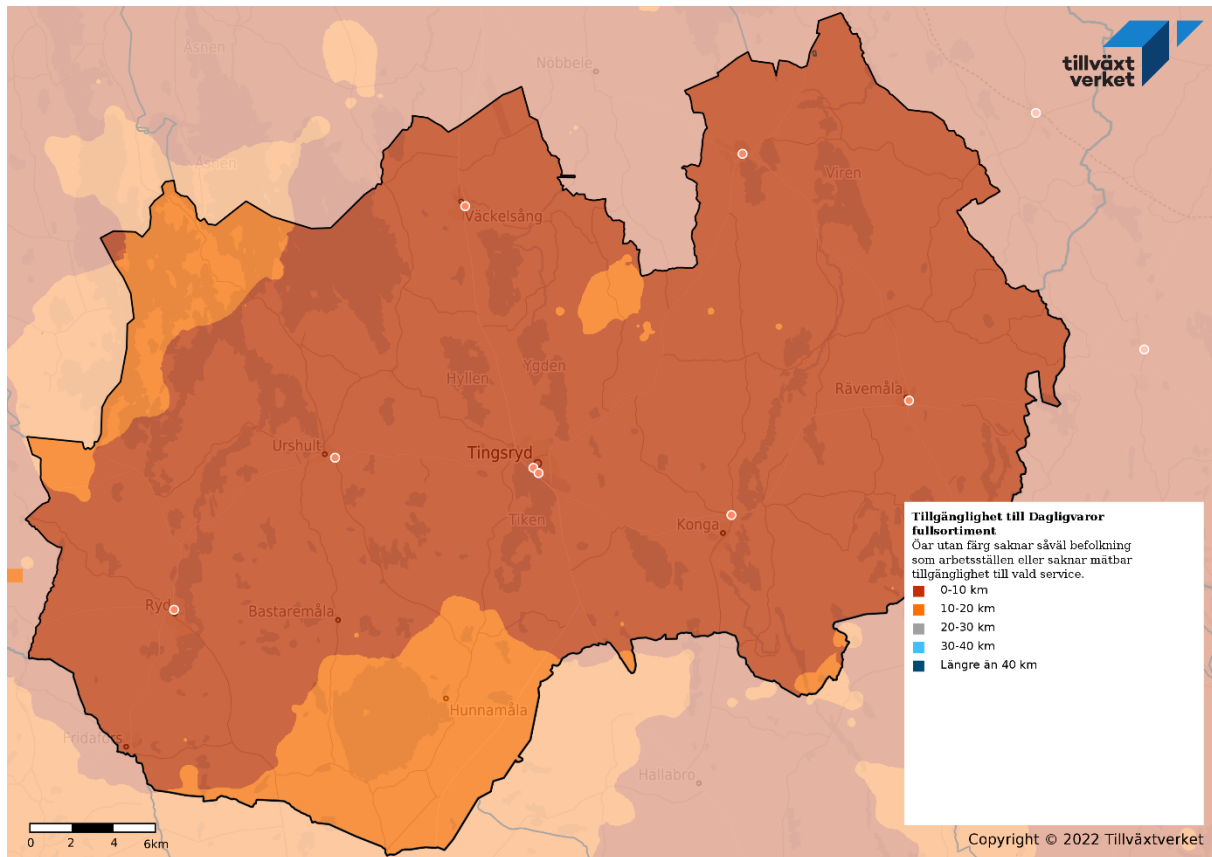 Åsnen
Nöbbele
tillväxt
verket
Åsnen
Viren
Väckelsång
Ygden
Hyllen
Rävemåla
Urshult
Tingsryd
Tiken
Konga
Ryd
Bastaremåla
Hunnamåla
Fridafors
Hallabro
Tillgänglighet till Dagligvaror
fullsortiment
Öar utan färg saknar såväl befolkning
som arbetsställen eller saknar mätbar
tillgänglighet till vald service.
0-10 km
10-20 km
20-30 km
30-40 km
Längre än 40 km
0 2 4 6km
Copyright © 2022 Tillväxtverket